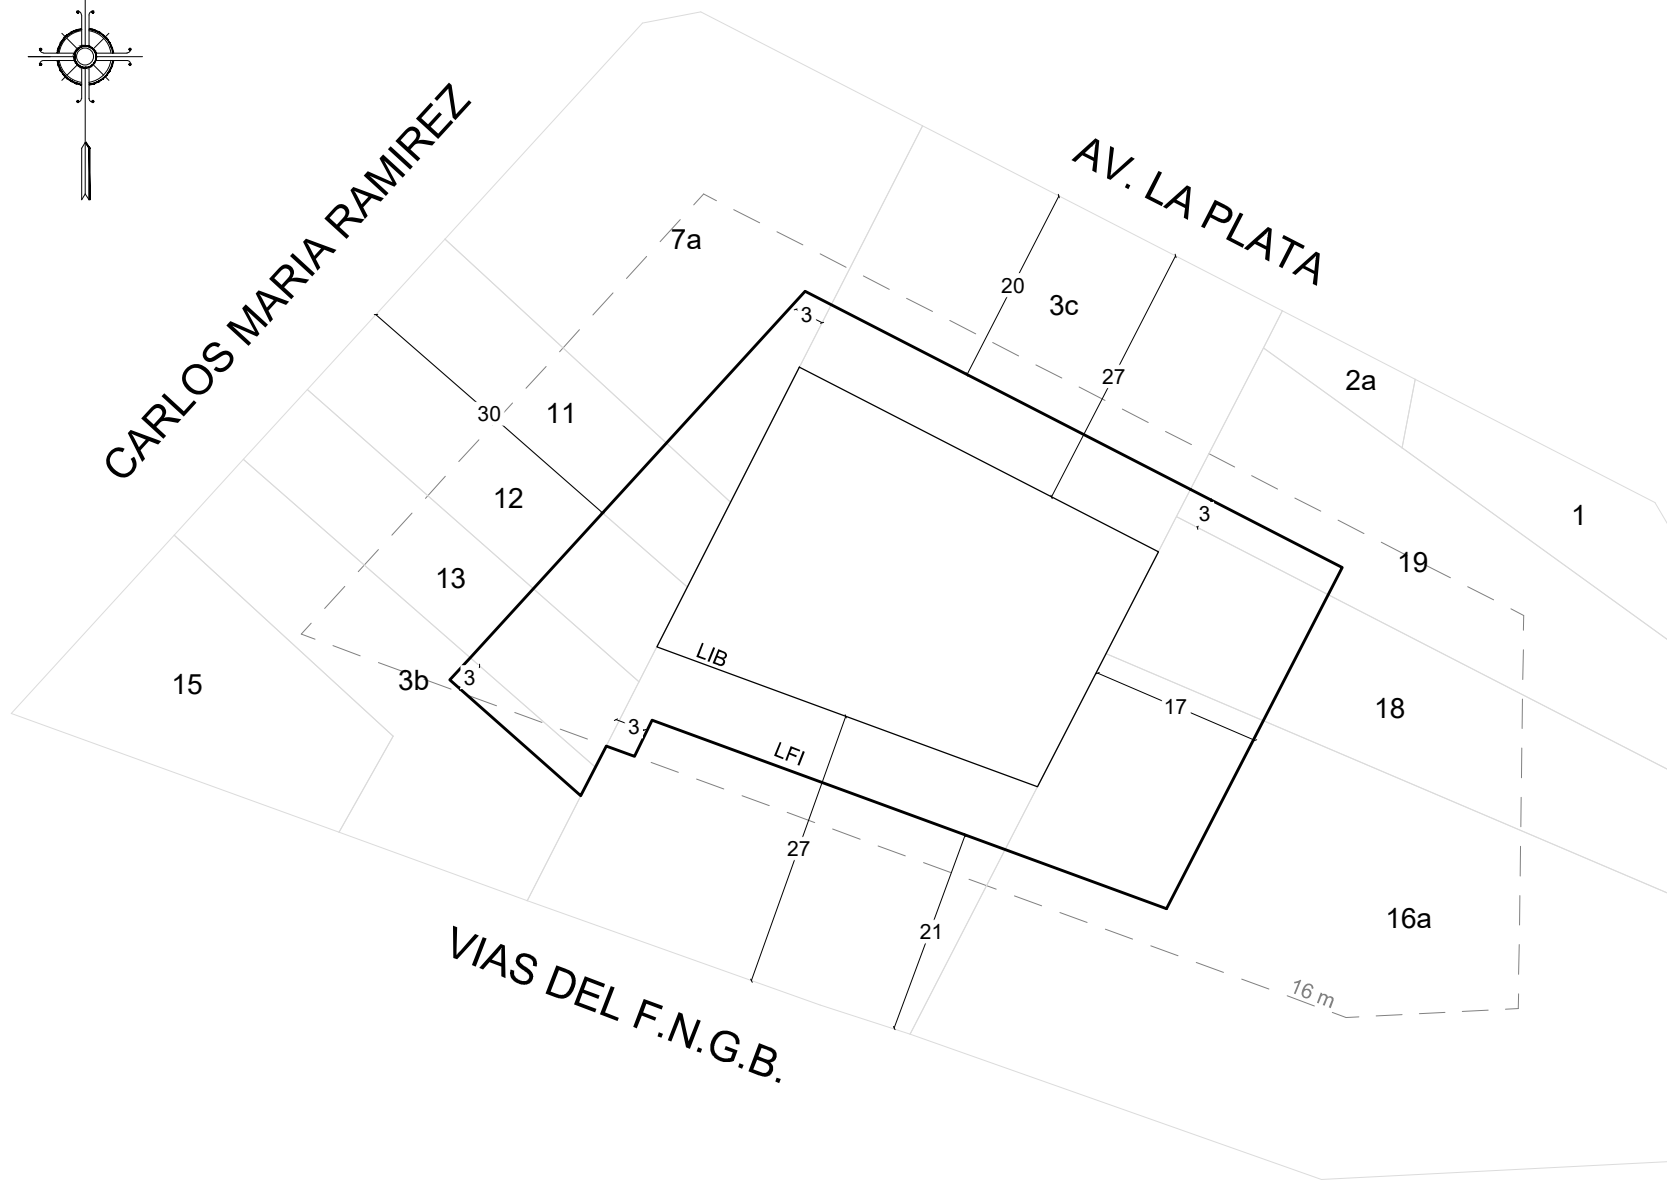 CARLOS MARIA RAMIREZ
AV. LA PLATA
7a
20
3c
3
27
2a
30
11
12
1
3
19
13
LIB
3b
3
15
17
18
3
LFI
27
16a
21
16 m
VIAS DEL F.N.G.B.